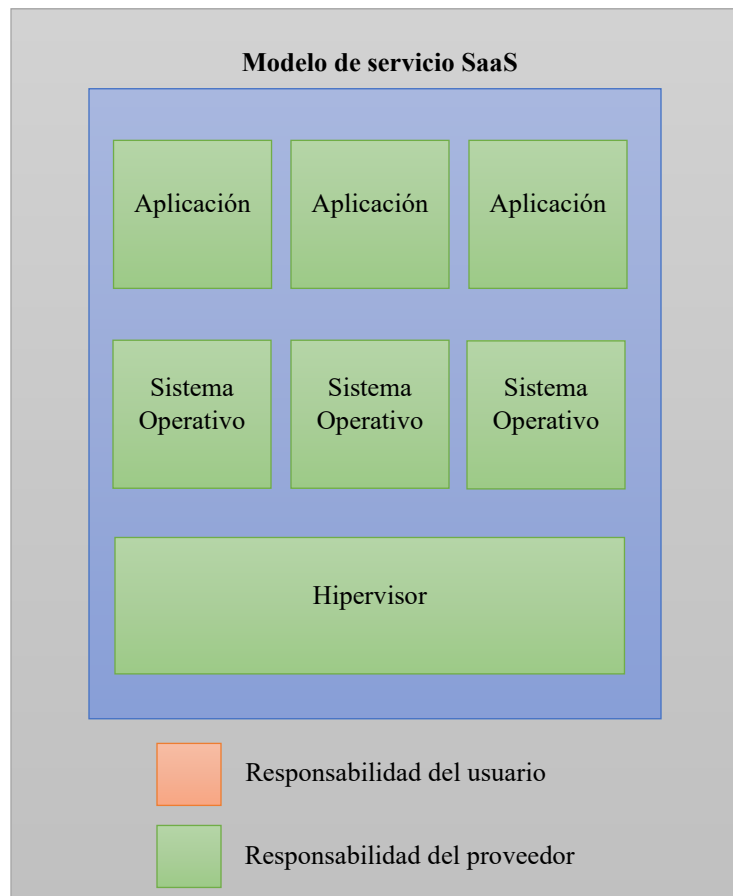 Modelo de servicio SaaS
Aplicación
Aplicación
Aplicación
Sistema
Operativo
Sistema
Operativo
Sistema
Operativo
Hipervisor
Responsabilidad del usuario
Responsabilidad del proveedor